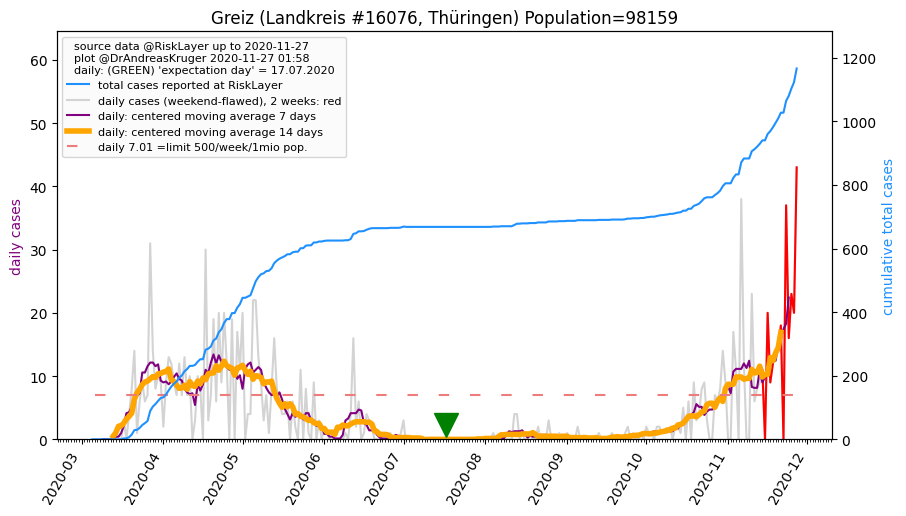 Greiz (Landkreis #16076, Thüringen) Population=98159
source data @RiskLayer up to 2020-11-27
plot @DrAndreasKruger 2020-11-27 01:58
daily: (GREEN) 'expectation day' = 17.07.2020
total cases reported at RiskLayer
daily cases (weekend-flawed), 2 weeks: red
daily: centered moving average 7 days
daily: centered moving average 14 days
daily 7.01 =limit 500/week/1mio pop.
daily cases
60
50
40
30
20
10
0
cumulative total cases
1200
1000
800
600
400
200
0
2020-03
2020-04
2020-05
2020-06
2020-07
2020-08
2020-09
2020-10
2020-11
2020-12